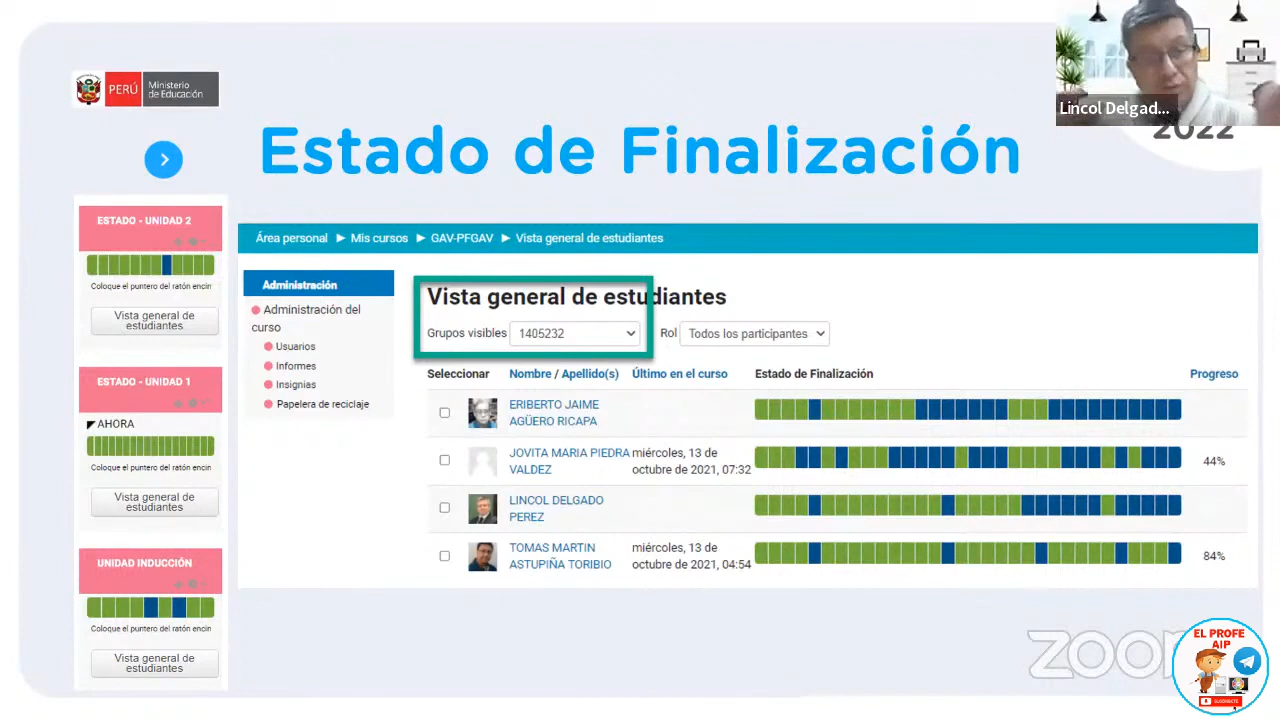 PERÚ
Ministerio
de Educación
Lincol Delgad...
2022
Estado de Finalización
ESTADO - UNIDAD 2
Coloque el puntero del ratón encin
Vista general de
estudiantes
ESTADO - UNIDAD 1
AHORA
Coloque el puntero del ratón encin
Vista general de
estudiantes
UNIDAD INDUCCIÓN
Coloque el puntero del ratón encin
Vista general de
estudiantes
Área personal ► Mis cursos ► GAV-PFGAV ► Vista general de estudiantes
Administración
Administración del
curso
Usuarios
Informes
Insignias
Papelera de reciclaje
Vista general de estudiantes
Grupos visibles 1405232 Rol Todos los participantes
Seleccionar Nombre / Apellido(s) Último en el curso Estado de Finalización Progreso
ERIBERTO JAIME
AGÜERO RICAPA
JOVITA MARIA PIEDRA miércoles, 13 de
VALDEZ octubre de 2021, 07:32 44%
LINCOL DELGADO
PEREZ
TOMAS MARTIN miércoles, 13 de
ASTUPIÑA TORIBIO octubre de 2021, 04:54 84%
zoom
EL PROFE
AIP
SUSCRIBETE